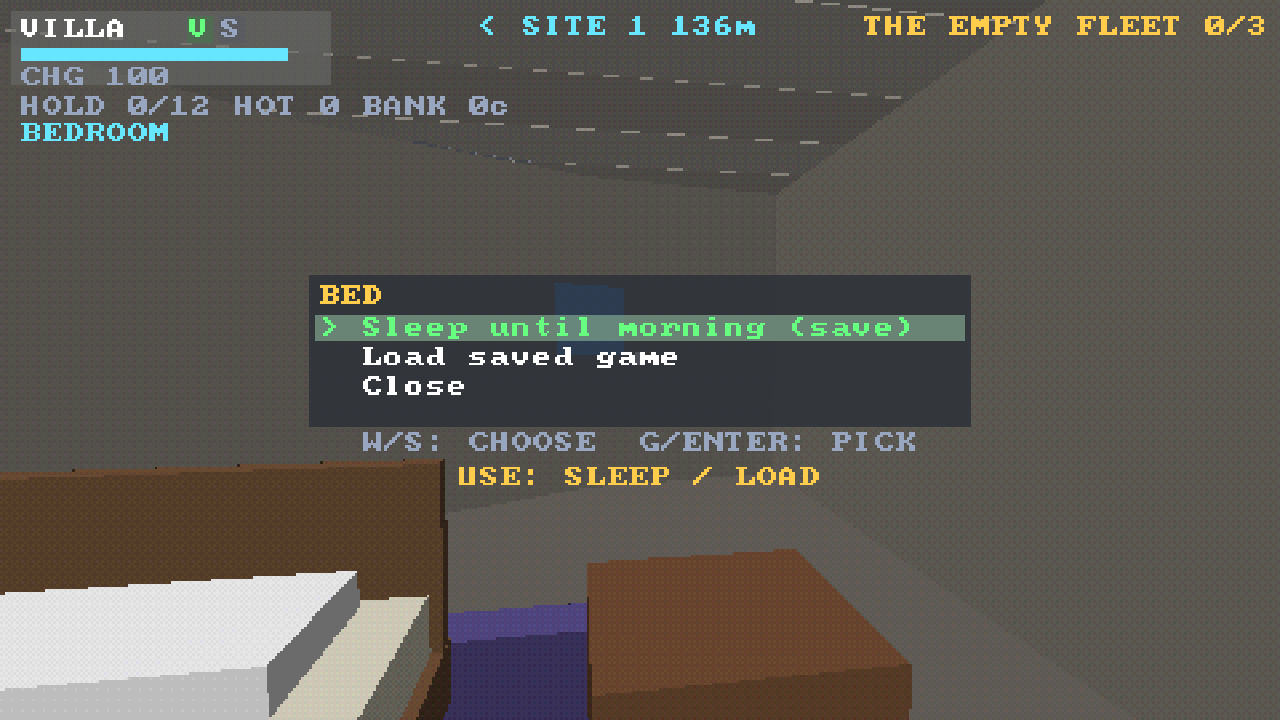 VILLA V S
< SITE 1 136m
THE EMPTY FLEET 0/3
CHG 100
HOLD 0/12 HOT 0 BANK 0c
BEDROOM
BED
> Sleep until morning (save)
Load saved game
Close
W/S: CHOOSE G/ENTER: PICK
USE: SLEEP / LOAD